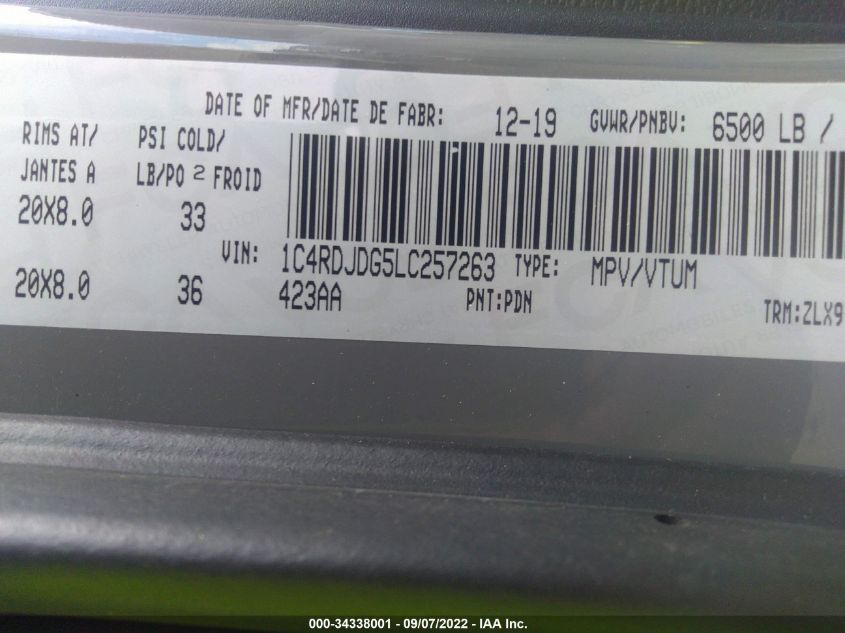 DATE OF MFR/DATE DE FABR: 12-19 GVWR/PNBV: 6500 LB /
RIMS AT/ PSI COLD/
JANTES A LB/PO 2 FROID
20X8.0 33
VIN: 1C4RDJDG5LC257263 TYPE: MPV/VTUM
20X8.0 36 423AA PNT:PDN TRM:ZLX9
000-34338001 - 09/07/2022 - IAA Inc.